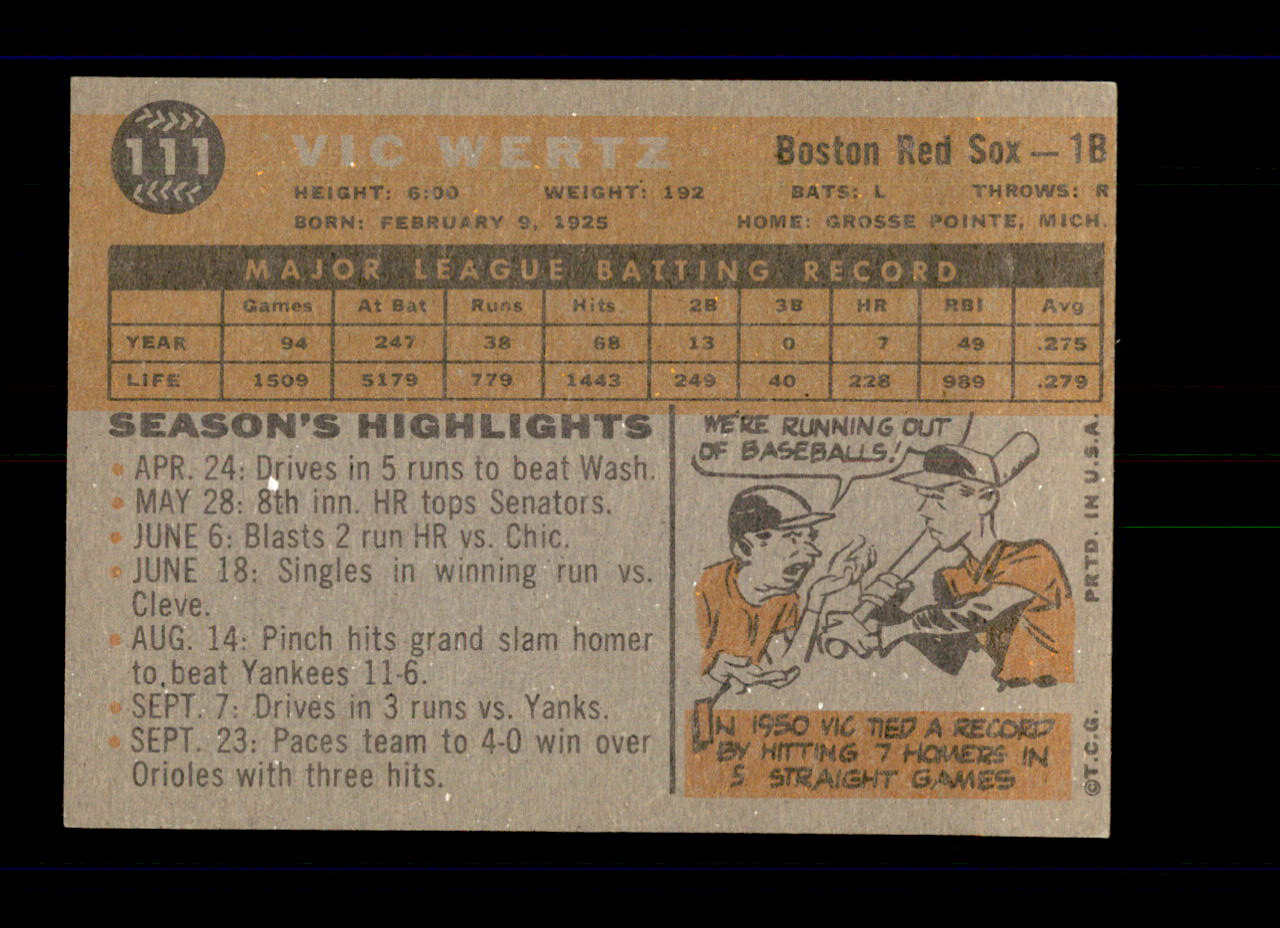 111
VIC WERTZ
Boston Red Sox — 1B
HEIGHT: 6:00 WEIGHT: 192 BATS: L THROWS: R
BORN: FEBRUARY 9, 1925 HOME: GROSSE POINTE, MICH.
MAJOR LEAGUE BATTING RECORD
Games At Bat Runs Hits 2B 3B HR RBI Avg
YEAR 94 247 38 68 13 0 7 49 .275
LIFE 1509 5179 779 1443 249 40 228 989 .279
SEASON'S HIGHLIGHTS
• APR. 24: Drives in 5 runs to beat Wash.
• MAY 28: 8th inn. HR tops Senators.
• JUNE 6: Blasts 2 run HR vs. Chic.
• JUNE 18: Singles in winning run vs.
Cleve.
• AUG. 14: Pinch hits grand slam homer
to beat Yankees 11-6.
• SEPT. 7: Drives in 3 runs vs. Yanks.
• SEPT. 23: Paces team to 4-0 win over
Orioles with three hits.
WE'RE RUNNING OUT
OF BASEBALLS!
IN 1950 VIC TIED A RECORD
BY HITTING 7 HOMERS IN
5 STRAIGHT GAMES
©T.C.G. PRTD. IN U.S.A.